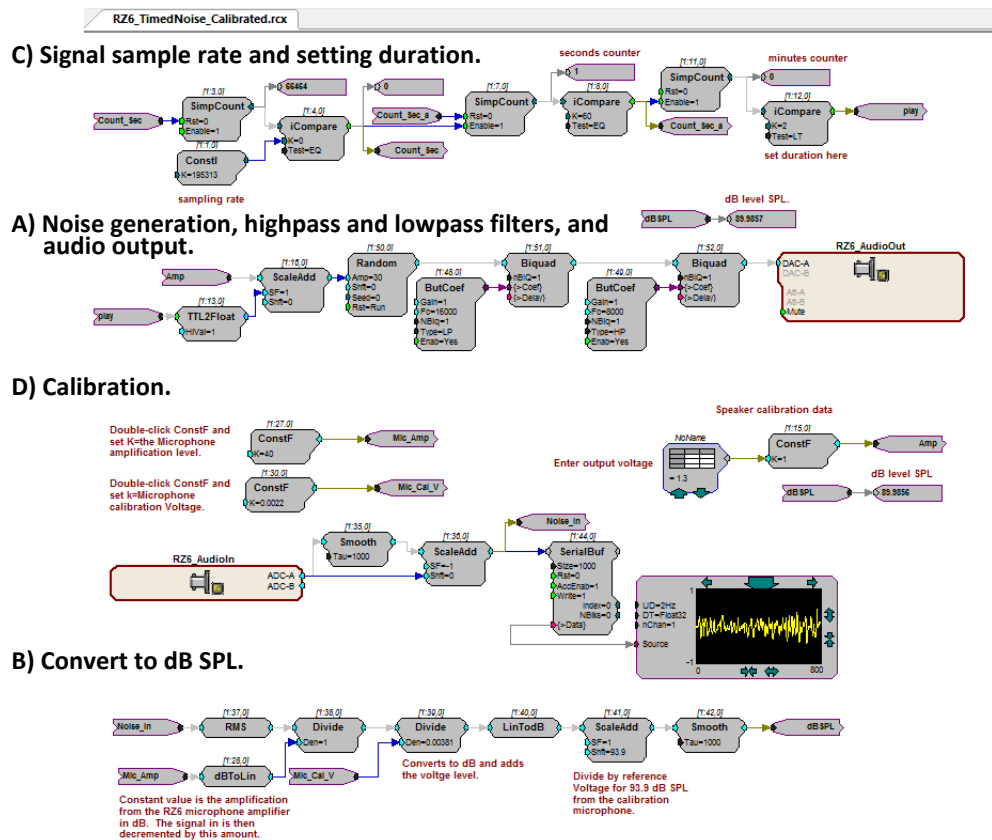 RZ6_TimedNoise_Calibrated.rcx
C) Signal sample rate and setting duration.
seconds counter
minutes counter
[1:3,0]
SimpCount
Rst=0
Enable=1
66464
Count_Sec
[1:1,0]
ConstI
K=195313
sampling rate
[1:4,0]
iCompare
K=0
Test=EQ
0
Count_Sec_a
Count_Sec
[1:7,0]
SimpCount
Rst=0
Enable=1
1
[1:8,0]
iCompare
K=60
Test=EQ
[1:11,0]
SimpCount
Rst=0
Enable=1
Count_Sec_a
0
[1:12,0]
iCompare
K=2
Test=LT
set duration here
play
A) Noise generation, highpass and lowpass filters, and
audio output.
dB level SPL.
dBSPL
89.9857
Amp
play
[1:13,0]
TTL2Float
HiVal=1
[1:16,0]
ScaleAdd
SF=1
Shft=0
[1:50,0]
Random
Amp=30
Shft=0
Seed=0
Rst=Run
[1:48,0]
ButCoef
Gain=1
Fc=16000
NBiq=1
Type=LP
Enab=Yes
[1:51,0]
Biquad
nBIQ=1
{>Coef}
{>Delay}
[1:49,0]
ButCoef
Gain=1
Fc=8000
NBiq=1
Type=HP
Enab=Yes
[1:52,0]
Biquad
nBIQ=1
{>Coef}
{>Delay}
RZ6_AudioOut
DAC-A
DAC-B
Att-A
Att-B
Mute
D) Calibration.
Double-click ConstF and
set K=the Microphone
amplification level.
[1:27,0]
ConstF
K=40
Mic_Amp
Double-click ConstF and
set k=Microphone
calibration Voltage.
[1:30,0]
ConstF
K=0.0022
Mic_Cal_V
Speaker calibration data
Enter output voltage
NoName
= 1.3
[1:15,0]
ConstF
K=1
Amp
dB level SPL
dBSPL
89.9856
RZ6_AudioIn
ADC-A
ADC-B
[1:35,0]
Smooth
Tau=1000
[1:36,0]
ScaleAdd
SF=-1
Shft=0
Noise_In
[1:44,0]
SerialBuf
Size=1000
Rst=0
AccEnab=1
Write=1
Index=0
NBlks=0
{>Data}
UD=2Hz
DT=Float32
nChan=1
Source
1
-1
0
800
B) Convert to dB SPL.
Noise_In
[1:37,0]
RMS
[1:38,0]
Divide
Den=1
[1:39,0]
Divide
Den=0.00381
[1:40,0]
LinTodB
[1:41,0]
ScaleAdd
SF=1
Shft=93.9
[1:42,0]
Smooth
Tau=1000
dBSPL
Mic_Amp
[1:28,0]
dBToLin
Mic_Cal_V
Constant value is the amplification
from the RZ6 microphone amplifier
in dB. The signal in is then
decremented by this amount.
Converts to dB and adds
the voltge level.
Divide by reference
Voltage for 93.9 dB SPL
from the calibration
microphone.